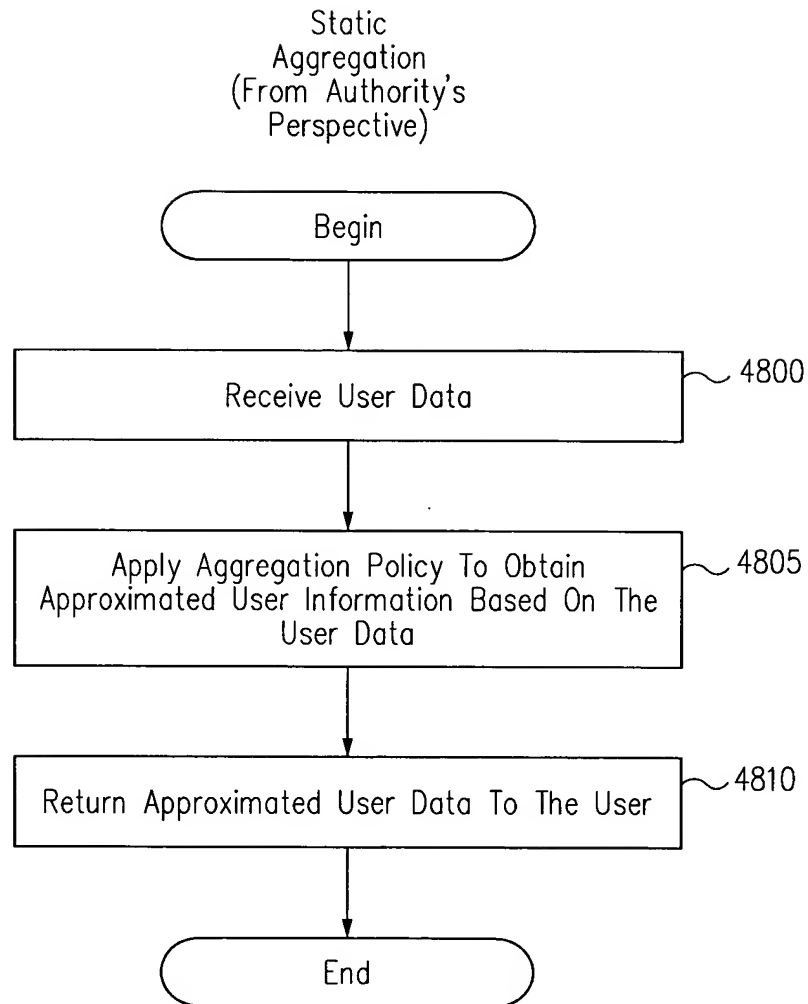 Static
Aggregation
(From Authority's
Perspective)
Begin
Receive User Data
4800
Apply Aggregation Policy To Obtain
Approximated User Information Based On The
User Data
4805
Return Approximated User Data To The User
4810
End